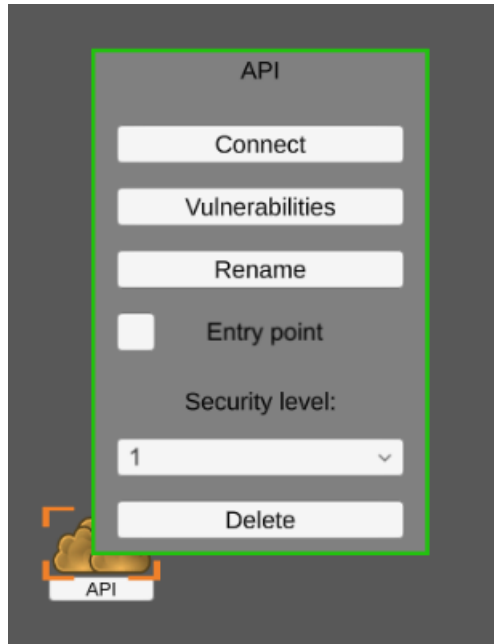 API
Connect
Vulnerabilities
Rename
Entry point
Security level:
1
Delete
API